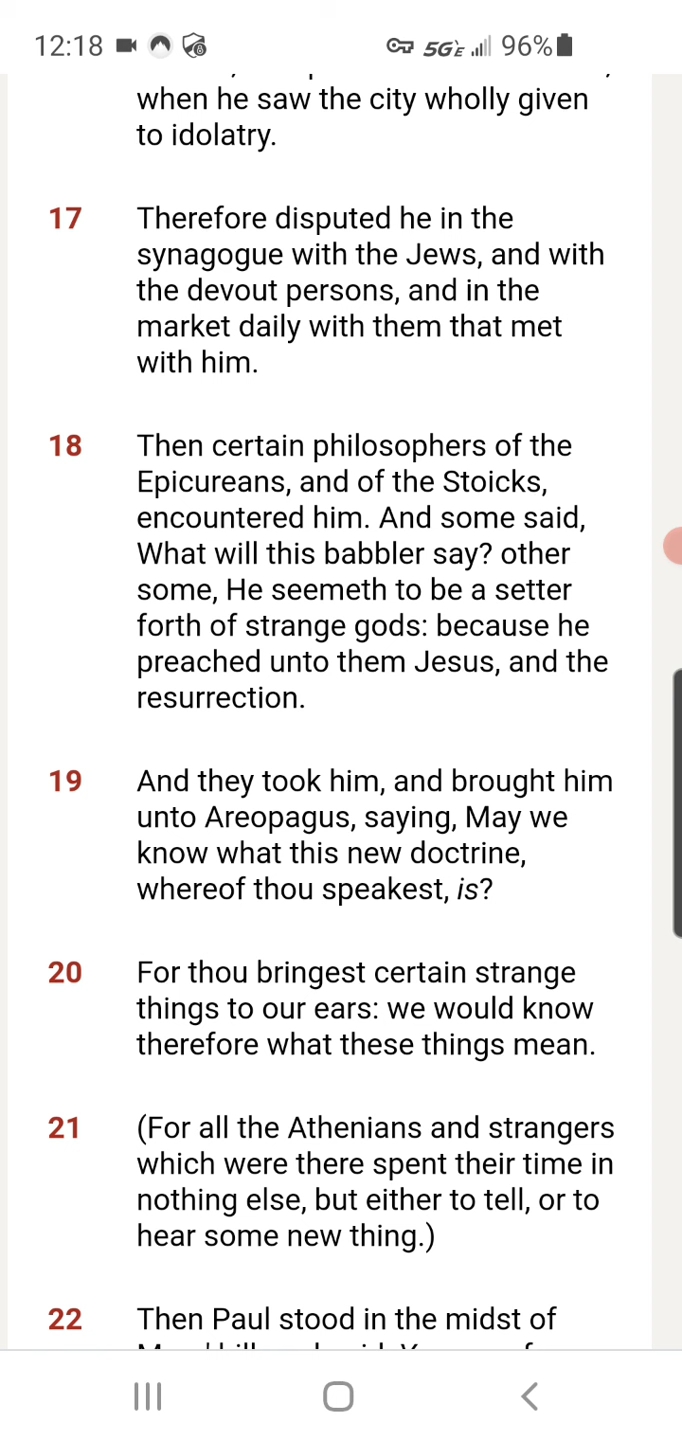 12:18 5GE 96%
when he saw the city wholly given
to idolatry.
17 Therefore disputed he in the
synagogue with the Jews, and with
the devout persons, and in the
market daily with them that met
with him.
18 Then certain philosophers of the
Epicureans, and of the Stoicks,
encountered him. And some said,
What will this babbler say? other
some, He seemeth to be a setter
forth of strange gods: because he
preached unto them Jesus, and the
resurrection.
19 And they took him, and brought him
unto Areopagus, saying, May we
know what this new doctrine,
whereof thou speakest, is?
20 For thou bringest certain strange
things to our ears: we would know
therefore what these things mean.
21 (For all the Athenians and strangers
which were there spent their time in
nothing else, but either to tell, or to
hear some new thing.)
22 Then Paul stood in the midst of